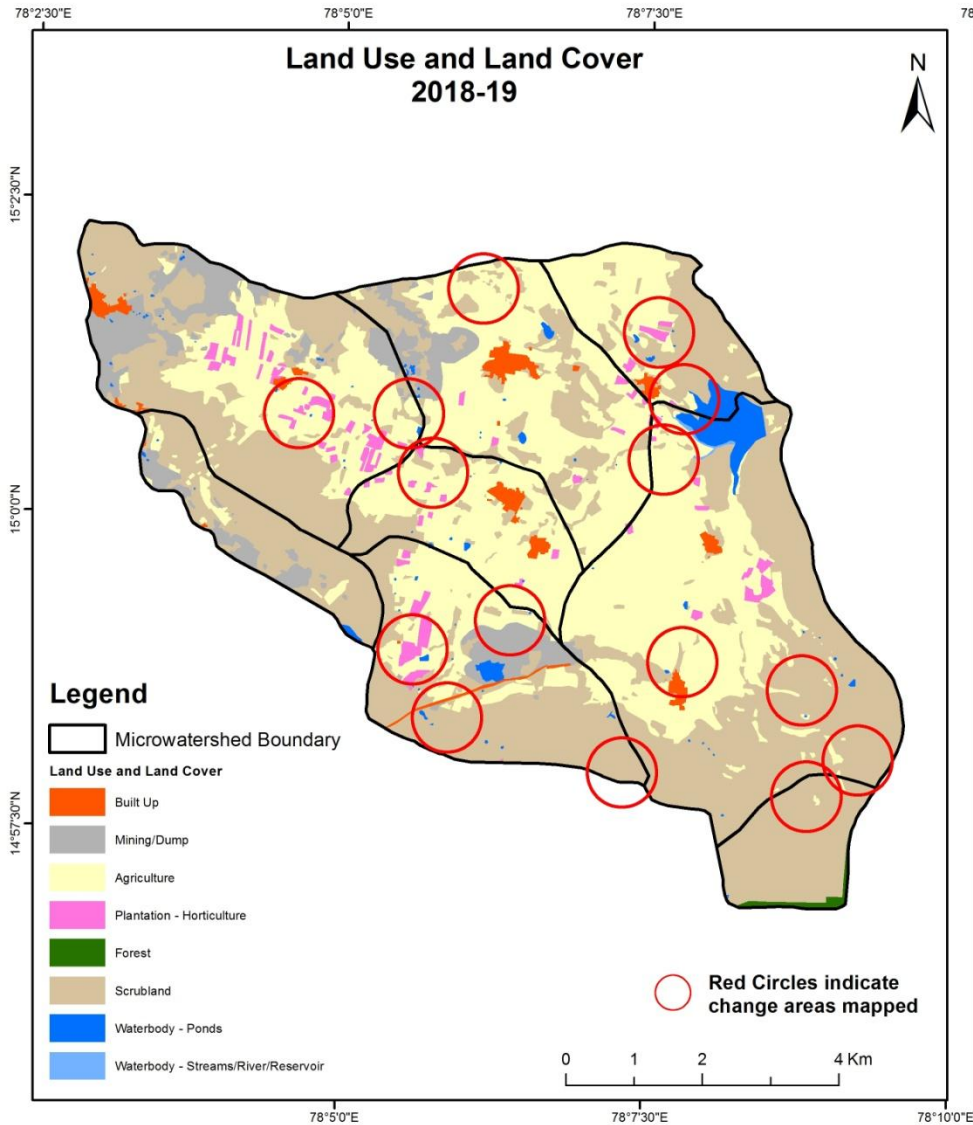 78°2'30"E
78°5'0"E
78°7'30"E
78
Land Use and Land Cover
2018-19
N
15°2'30"N
15°0'0"N
14°57'30"N
Legend
Microwatershed Boundary
Land Use and Land Cover
Built Up
Mining/Dump
Agriculture
Plantation - Horticulture
Forest
Scrubland
Waterbody - Ponds
Waterbody - Streams/River/Reservoir
Red Circles indicate
change areas mapped
0 1 2 4 Km
78°5'0"E
78°7'30"E
78°10'0"E